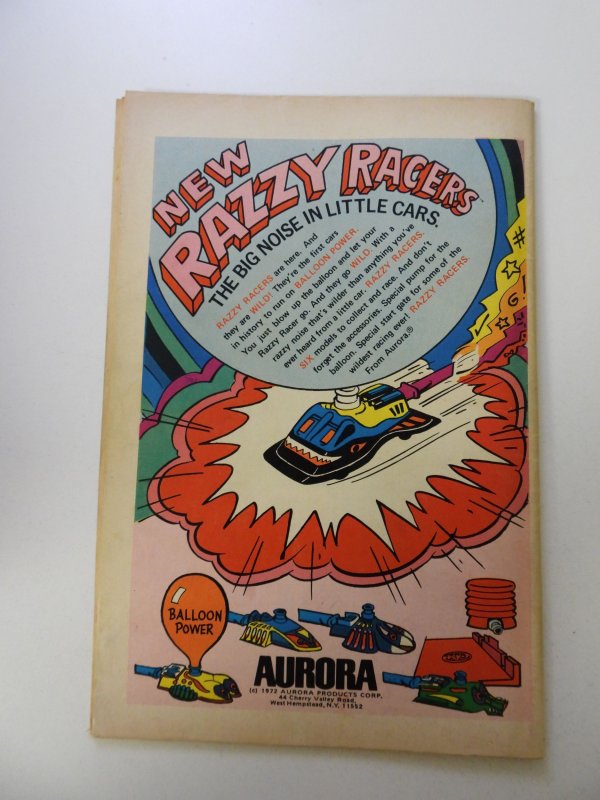 NEW
RAZZY RACERS
THE BIG NOISE IN LITTLE CARS.
RAZZY RACERS are here. And
they are WILD! They're the first cars
in history to run on BALLOON POWER.
You just blow up the balloon and let your
Razzy Racer go. And they go WILD. With a
razzy noise that's wilder than anything you've
ever heard from a little car. RAZZY RACERS.
SIX models to collect and race. And don't
forget the accessories. Special pump for the
balloon. Special start gate for some of the
wildest racing ever! RAZZY RACERS.
From Aurora.®
#
G!
BALLOON
POWER
AURORA
(c) 1972 AURORA PRODUCTS CORP.
44 Cherry Valley Road,
West Hempstead, N.Y. 11552